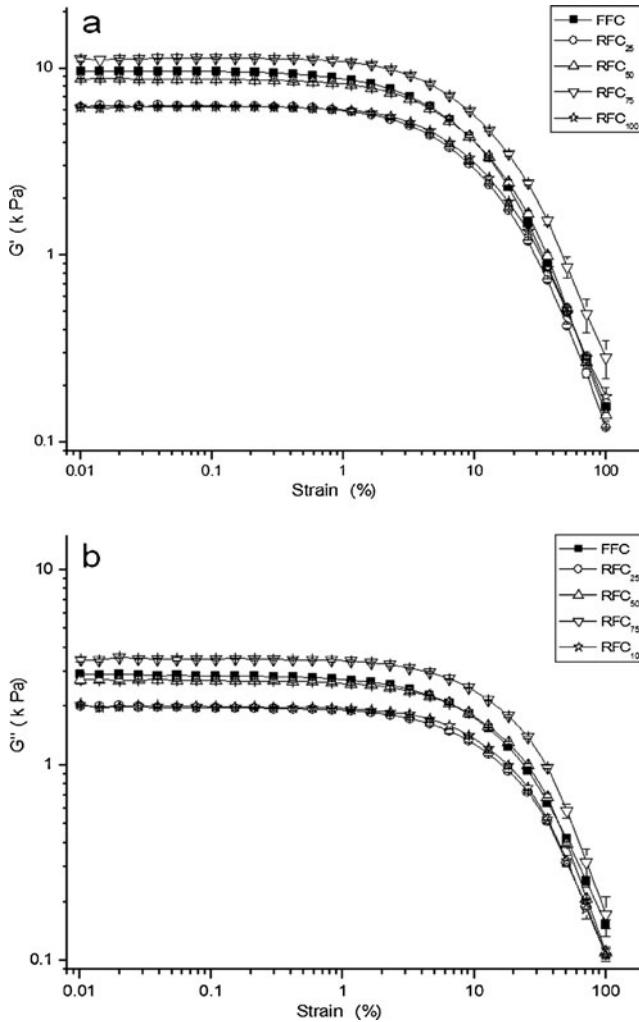 a
FFC
RFC25
RFC50
RFC75
RFC100
10
1
0.1
G' ( k Pa)
0.01 0.1 1 10 100
Strain (%)
b
FFC
RFC25
RFC50
RFC75
RFC10
10
1
0.1
G" ( k Pa)
0.01 0.1 1 10 100
Strain (%)